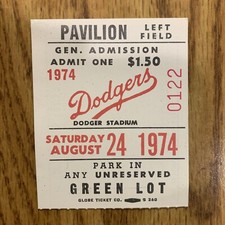 PAVILION LEFT FIELD
GEN. ADMISSION
ADMIT ONE $1.50
1974
Dodgers
0122
DODGER STADIUM
SATURDAY
AUGUST 24 1974
PARK IN
ANY UNRESERVED
GREEN LOT
GLOBE TICKET CO.